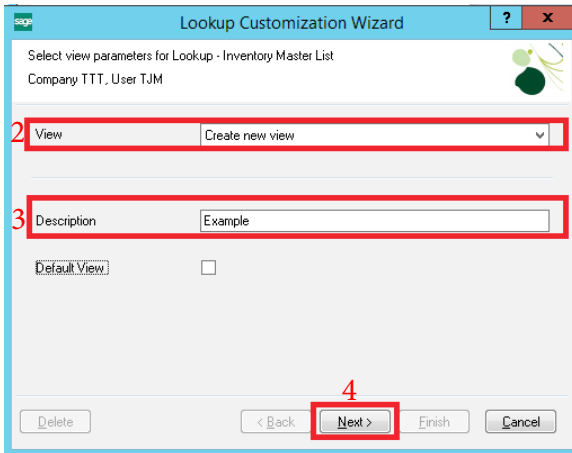 sage
Lookup Customization Wizard
? x
Select view parameters for Lookup - Inventory Master List
Company TTT, User TJM
2 View Create new view
3 Description Example
Default View
4
Delete < Back Next > Finish Cancel